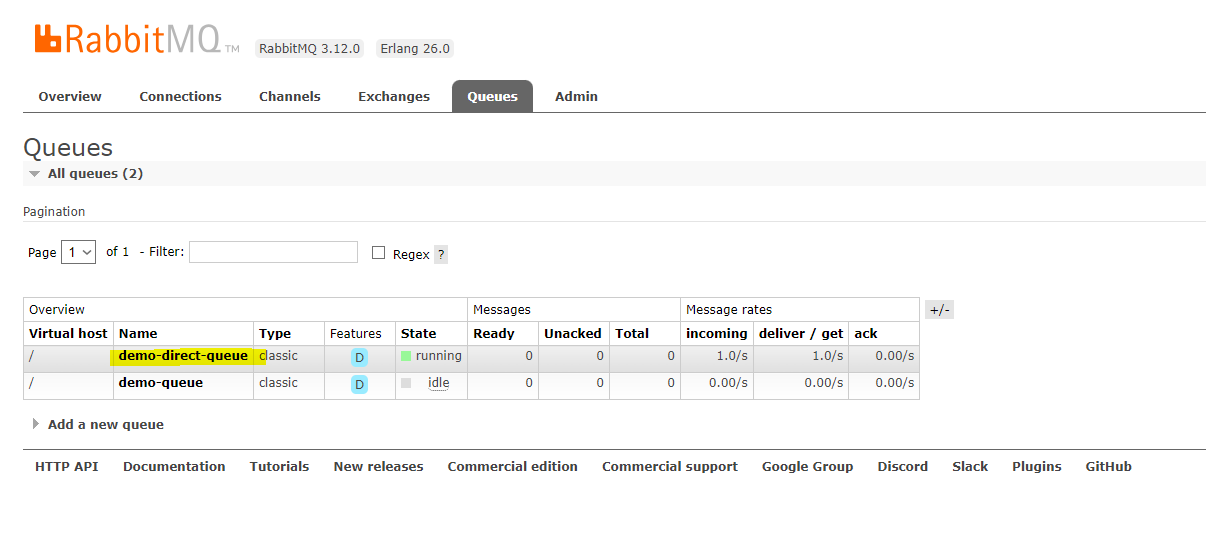 RabbitMQ TM RabbitMQ 3.12.0 Erlang 26.0
Overview Connections Channels Exchanges Queues Admin
Queues
All queues (2)
Pagination
Page 1 of 1 - Filter: Regex ?
Overview Messages Message rates +/-
Virtual host Name Type Features State Ready Unacked Total incoming deliver / get ack
/ demo-direct-queue classic D running 0 0 0 1.0/s 1.0/s 0.00/s
/ demo-queue classic D idle 0 0 0 0.00/s 0.00/s 0.00/s
Add a new queue
HTTP API Documentation Tutorials New releases Commercial edition Commercial support Google Group Discord Slack Plugins GitHub